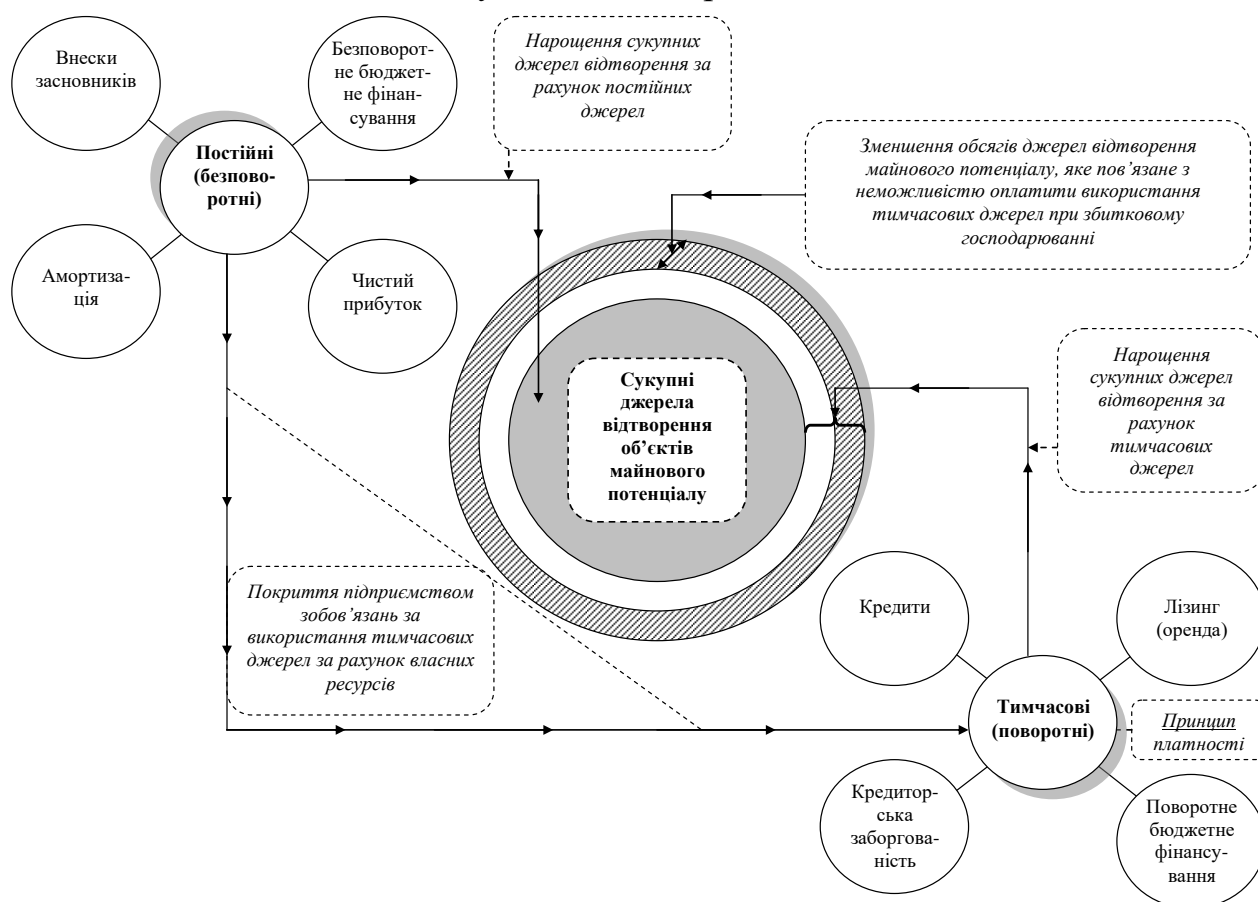 Внески
засновників
Безповорот-
не бюджет-
не фінан-
сування
Нарощення сукупних
джерел відтворення за
рахунок постійних
джерел
Постійні
(безпово-
ротні)
Зменшення обсягів джерел відтворення
майнового потенціалу, яке пов’язане з
неможливістю оплатити використання
тимчасових джерел при збитковому
господарюванні
Амортиза-
ція
Чистий
прибуток
Сукупні
джерела
відтворення
об’єктів
майнового
потенціалу
Нарощення
сукупних джерел
відтворення за
рахунок
тимчасових
джерел
Покриття підприємством
зобов’язань за
використання тимчасових
джерел за рахунок власних
ресурсів
Кредити
Лізинг
(оренда)
Тимчасові
(поворотні)
Принцип
платності
Кредитор-
ська
заборгова-
ність
Поворотне
бюджетне
фінансу-
вання